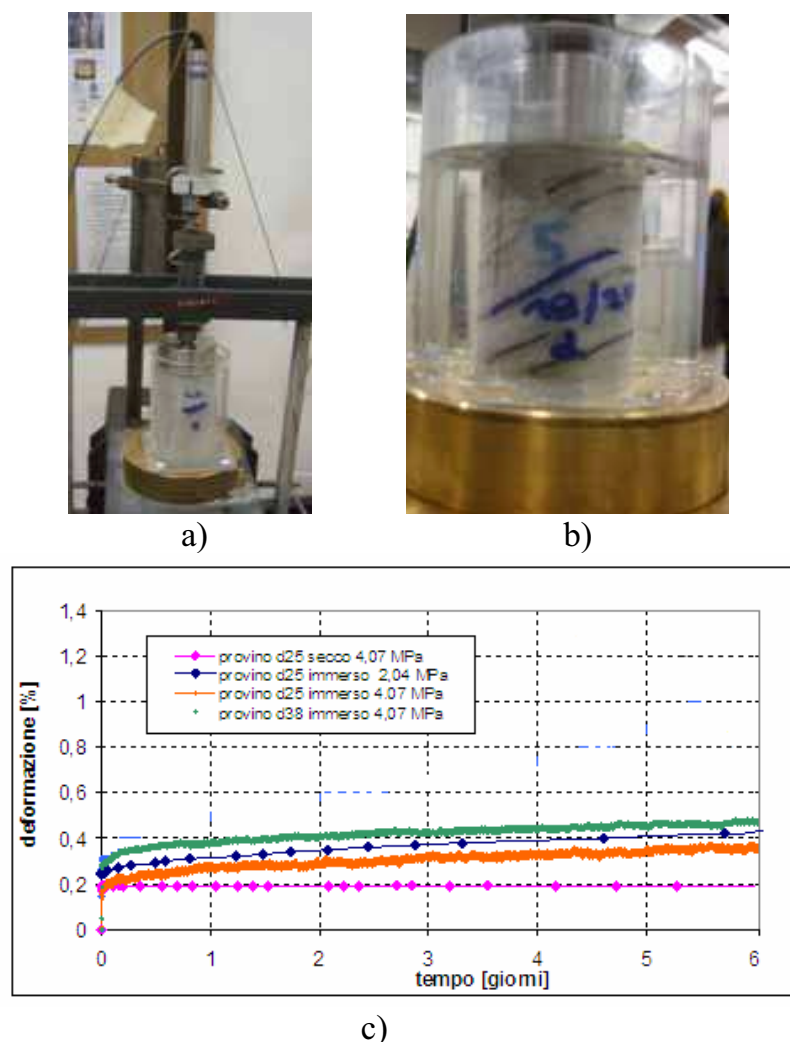 5
a)
b)
deformazione [%]
1,4
1,2
1
0,8
0,6
0,4
0,2
0
provino d25 secco 4,07 MPa
provino d25 immerso 2,04 MPa
provino d25 immerso 4.07 MPa
provino d38 immerso 4,07 MPa
0 1 2 3 4 5 6
tempo [giorni]
c)